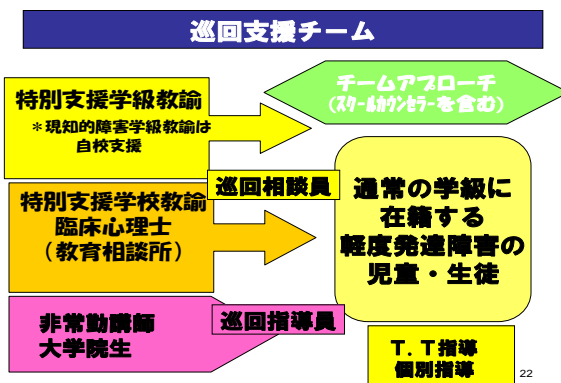 巡回支援チーム
特別支援学級教諭
＊現知的障害学級教諭は
自校支援
チームアプローチ
(スクールカウンセラーを含む)
特別支援学校教諭
臨床心理士
(教育相談所)
巡回相談員
通常の学級に
在籍する
軽度発達障害の
児童・生徒
非常勤講師
大学院生
巡回指導員
T．T指導
個別指導
22